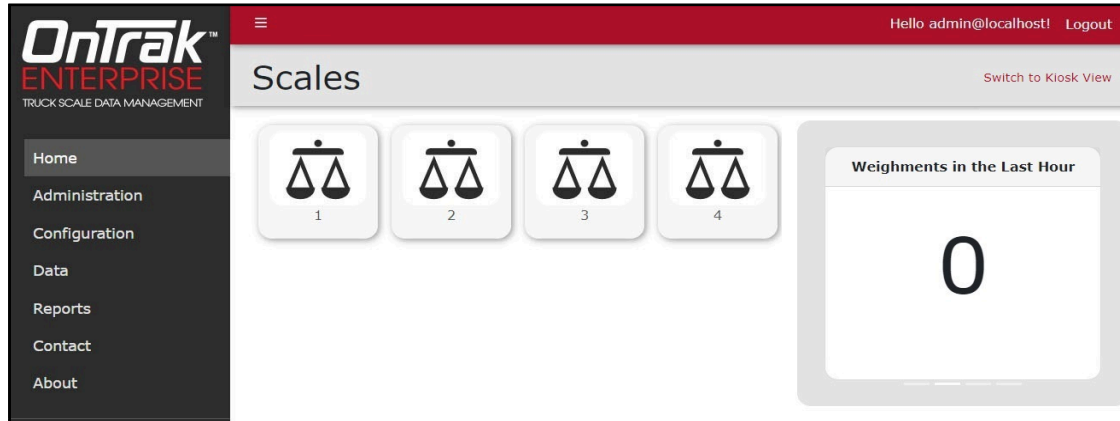 OnTrak™
ENTERPRISE
TRUCK SCALE DATA MANAGEMENT
Home
Administration
Configuration
Data
Reports
Contact
About
Hello admin@localhost! Logout
Scales
Switch to Kiosk View
1 2 3 4
Weighments in the Last Hour
0